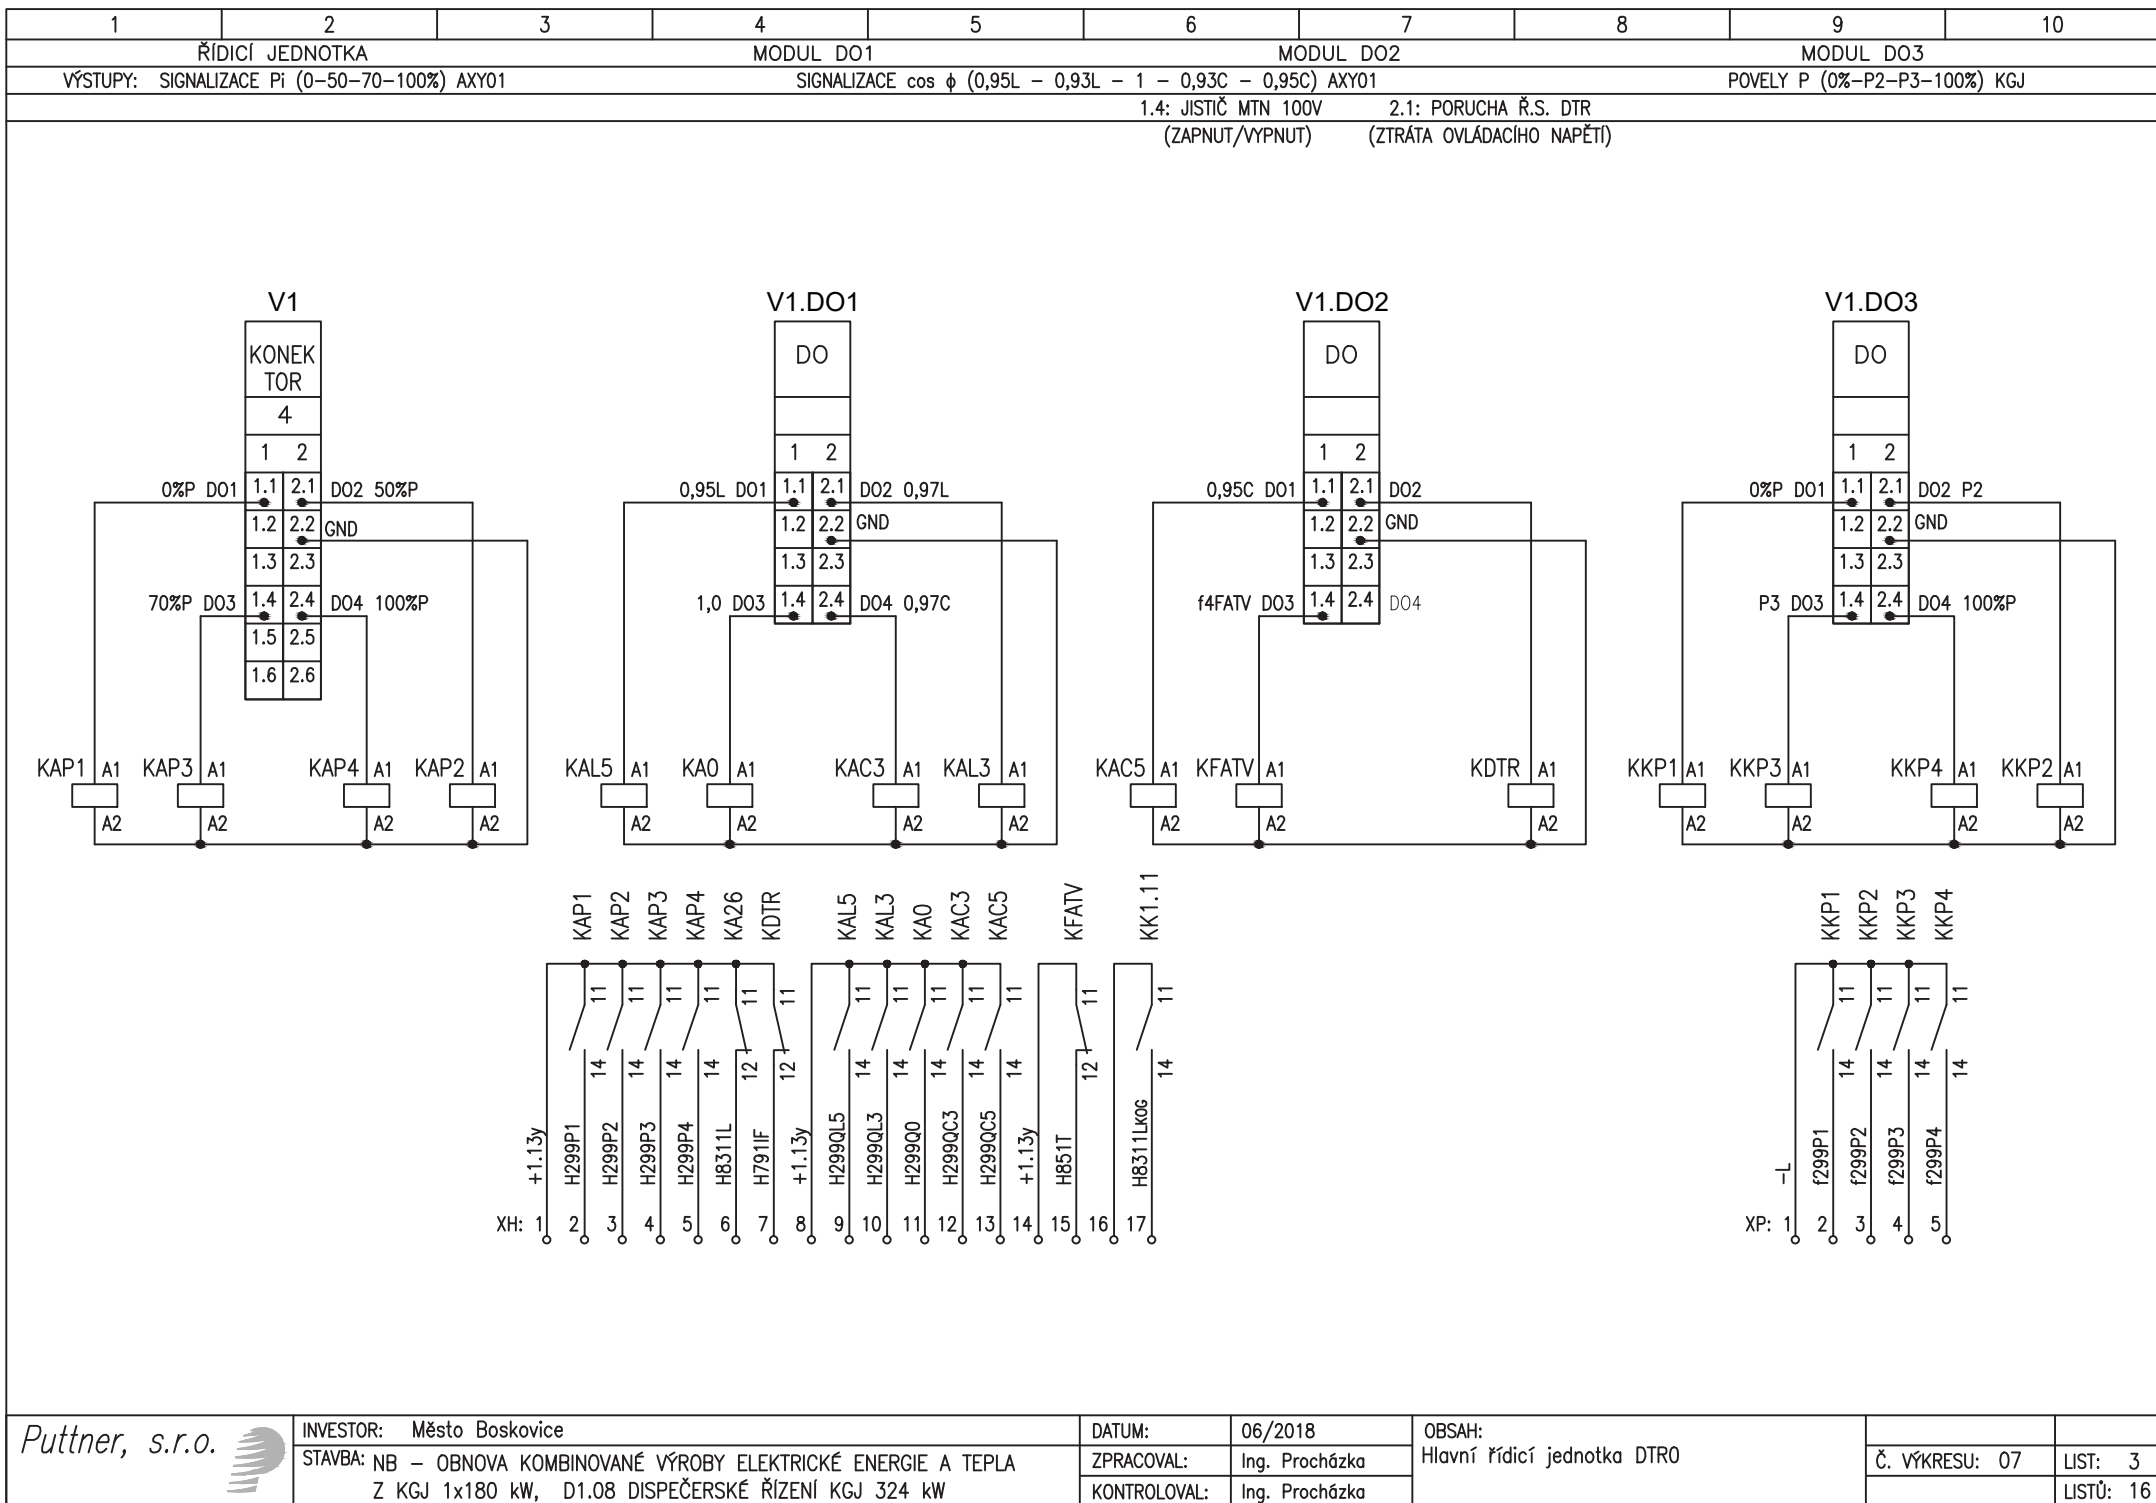 1 2 3 4 5 6 7 8 9 10
ŘÍDICÍ JEDNOTKA MODUL DO1 MODUL DO2 MODUL DO3
VÝSTUPY: SIGNALIZACE Pi (0-50-70-100%) AXY01 SIGNALIZACE cos ϕ (0,95L - 0,93L - 1 - 0,93C - 0,95C) AXY01 POVELY P (0%-P2-P3-100%) KGJ
1.4: JISTIČ MTN 100V 2.1: PORUCHA Ř.S. DTR
(ZAPNUT/VYPNUT) (ZTRÁTA OVLÁDACÍHO NAPĚTÍ)
V1 V1.DO1 V1.DO2 V1.DO3
KONEK DO DO DO
TOR
4
1 2 1 2 1 2 1 2
0%P DO1 1.1 2.1 DO2 50%P 0,95L DO1 1.1 2.1 DO2 0,97L 0,95C DO1 1.1 2.1 DO2 0%P DO1 1.1 2.1 DO2 P2
1.2 2.2 GND 1.2 2.2 GND 1.2 2.2 GND 1.2 2.2 GND
1.3 2.3 1.3 2.3 1.3 2.3 1.3 2.3
70%P DO3 1.4 2.4 DO4 100%P 1,0 DO3 1.4 2.4 DO4 0,97C f4FATV DO3 1.4 2.4 DO4 P3 DO3 1.4 2.4 DO4 100%P
1.5 2.5
1.6 2.6
KAP1 A1 KAP3 A1 KAP4 A1 KAP2 A1 KAL5 A1 KA0 A1 KAC3 A1 KAL3 A1 KAC5 A1 KFATV A1 KDTR A1 KKP1 A1 KKP3 A1 KKP4 A1 KKP2 A1
A2 A2 A2 A2 A2 A2 A2 A2 A2 A2 A2 A2 A2 A2 A2
KAP1 KAP2 KAP3 KAP4 KA26 KDTR KAL5 KAL3 KA0 KAC3 KAC5 KFATV KK1.11 KKP1 KKP2 KKP3 KKP4
11 11 11 11 11 11 11 11 11 11 11 11 11 11 11 11 11
14 14 14 14 12 12 14 14 14 14 14 12 14 14 14 14 14
+1.13y H299P1 H299P2 H299P3 H299P4 H8311L H791IF +1.13y H299QL5 H299QL3 H299Q0 H299QC3 H299QC5 +1.13y H851T H8311LKOG -L f299P1 f299P2 f299P3 f299P4
XH: 1 2 3 4 5 6 7 8 9 10 11 12 13 14 15 16 17 XP: 1 2 3 4 5
Puttner, s.r.o.
INVESTOR: Město Boskovice
STAVBA: NB - OBNOVA KOMBINOVANÉ VÝROBY ELEKTRICKÉ ENERGIE A TEPLA
Z KGJ 1x180 kW, D1.08 DISPEČERSKÉ ŘÍZENÍ KGJ 324 kW
DATUM: 06/2018
ZPRACOVAL: Ing. Procházka
KONTROLOVAL: Ing. Procházka
OBSAH:
Hlavní řídicí jednotka DTR0
Č. VÝKRESU: 07 LIST: 3
LISTŮ: 16